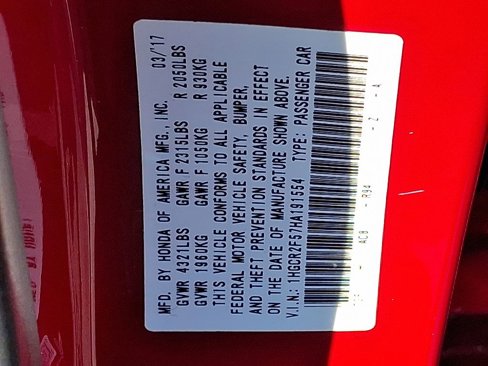 MFD. BY HONDA OF AMERICA MFG., INC. 03/17
GVWR 4321LBS GAWR F 2315LBS R 2050LBS
GVWR 1960KG GAWR F 1050KG R 930KG
THIS VEHICLE CONFORMS TO ALL APPLICABLE
FEDERAL MOTOR VEHICLE SAFETY, BUMPER,
AND THEFT PREVENTION STANDARDS IN EFFECT
ON THE DATE OF MANUFACTURE SHOWN ABOVE.
V.I.N.: 1HGCR2F57HA191554 TYPE: PASSENGER CAR
ACB - R94 - Z - A